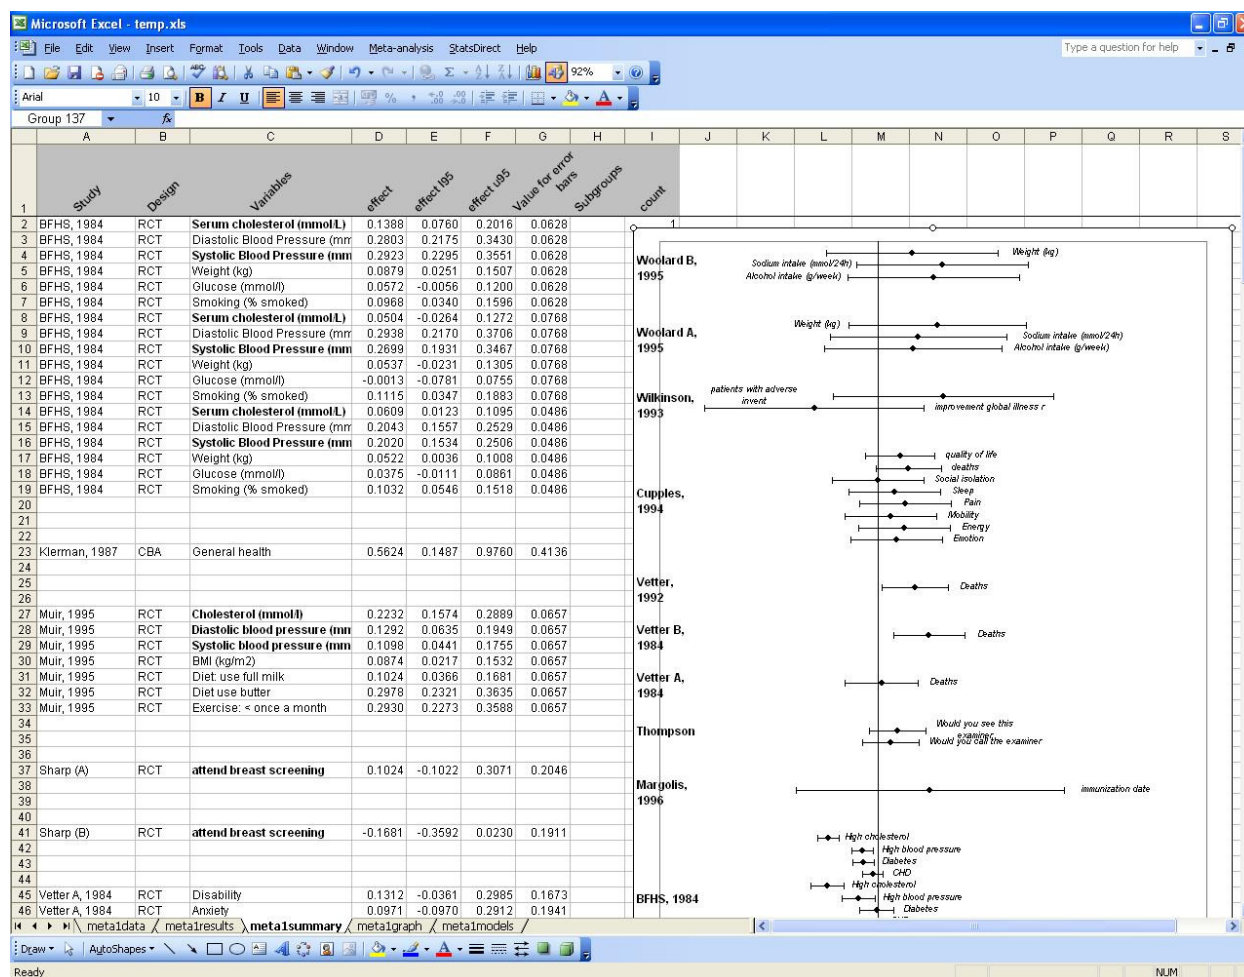 Microsoft Excel - temp.xls
File Edit View Insert Format Tools Data Window Meta-analysis StatsDirect Help Type a question for help
92%
Arial 10 B I U
Group 137 fx
A B C D E F G H I J K L M N O P Q R S
1 Study Design Variables effect effect l95 effect u95 Value for error bars Subgroups count
2 BFHS, 1984 RCT Serum cholesterol (mmol/L) 0.1388 0.0760 0.2016 0.0628 1
3 BFHS, 1984 RCT Diastolic Blood Pressure (mm 0.2803 0.2175 0.3430 0.0628
4 BFHS, 1984 RCT Systolic Blood Pressure (mm 0.2923 0.2295 0.3551 0.0628
5 BFHS, 1984 RCT Weight (kg) 0.0879 0.0251 0.1507 0.0628
6 BFHS, 1984 RCT Glucose (mmol/l) 0.0572 -0.0056 0.1200 0.0628
7 BFHS, 1984 RCT Smoking (% smoked) 0.0968 0.0340 0.1596 0.0628
8 BFHS, 1984 RCT Serum cholesterol (mmol/L) 0.0504 -0.0264 0.1272 0.0768
9 BFHS, 1984 RCT Diastolic Blood Pressure (mm 0.2938 0.2170 0.3706 0.0768
10 BFHS, 1984 RCT Systolic Blood Pressure (mm 0.2699 0.1931 0.3467 0.0768
11 BFHS, 1984 RCT Weight (kg) 0.0537 -0.0231 0.1305 0.0768
12 BFHS, 1984 RCT Glucose (mmol/l) -0.0013 -0.0781 0.0755 0.0768
13 BFHS, 1984 RCT Smoking (% smoked) 0.1115 0.0347 0.1883 0.0768
14 BFHS, 1984 RCT Serum cholesterol (mmol/L) 0.0609 0.0123 0.1095 0.0486
15 BFHS, 1984 RCT Diastolic Blood Pressure (mm 0.2043 0.1557 0.2529 0.0486
16 BFHS, 1984 RCT Systolic Blood Pressure (mm 0.2020 0.1534 0.2506 0.0486
17 BFHS, 1984 RCT Weight (kg) 0.0522 0.0036 0.1008 0.0486
18 BFHS, 1984 RCT Glucose (mmol/l) 0.0375 -0.0111 0.0861 0.0486
19 BFHS, 1984 RCT Smoking (% smoked) 0.1032 0.0546 0.1518 0.0486
20
21
22
23 Klerman, 1987 CBA General health 0.5624 0.1487 0.9760 0.4136
24
25
26
27 Muir, 1995 RCT Cholesterol (mmol/l) 0.2232 0.1574 0.2889 0.0657
28 Muir, 1995 RCT Diastolic blood pressure (mm 0.1292 0.0635 0.1949 0.0657
29 Muir, 1995 RCT Systolic blood pressure (mm 0.1098 0.0441 0.1755 0.0657
30 Muir, 1995 RCT BMI (kg/m2) 0.0874 0.0217 0.1532 0.0657
31 Muir, 1995 RCT Diet: use full milk 0.1024 0.0366 0.1681 0.0657
32 Muir, 1995 RCT Diet use butter 0.2978 0.2321 0.3635 0.0657
33 Muir, 1995 RCT Exercise: < once a month 0.2930 0.2273 0.3588 0.0657
34
35
36
37 Sharp (A) RCT attend breast screening 0.1024 -0.1022 0.3071 0.2046
38
39
40
41 Sharp (B) RCT attend breast screening -0.1681 -0.3592 0.0230 0.1911
42
43
44
45 Vetter A, 1984 RCT Disability 0.1312 -0.0361 0.2985 0.1673
46 Vetter A, 1984 RCT Anxiety 0.0971 -0.0970 0.2912 0.1941
Woolard B,
1995
Weight (kg)
Sodium intake (mmol/24h)
Alcohol intake (g/week)
Woolard A,
1995
Weight (kg)
Sodium intake (mmol/24h)
Alcohol intake (g/week)
Wilkinson,
1993
patients with adverse
invent
improvement global illness r
Cupples,
1994
quality of life
deaths
Social isolation
Sleep
Pain
Mobility
Energy
Emotion
Vetter,
1992
Deaths
Vetter B,
1984
Deaths
Vetter A,
1984
Deaths
Thompson
Would you see this
examiner
Would you call the examiner
Margolis,
1996
immunization date
BFHS, 1984
High cholesterol
High blood pressure
Diabetes
CHD
High cholesterol
High blood pressure
Diabetes
meta1data meta1results meta1summary meta1graph meta1models
Draw AutoShapes
Ready NUM